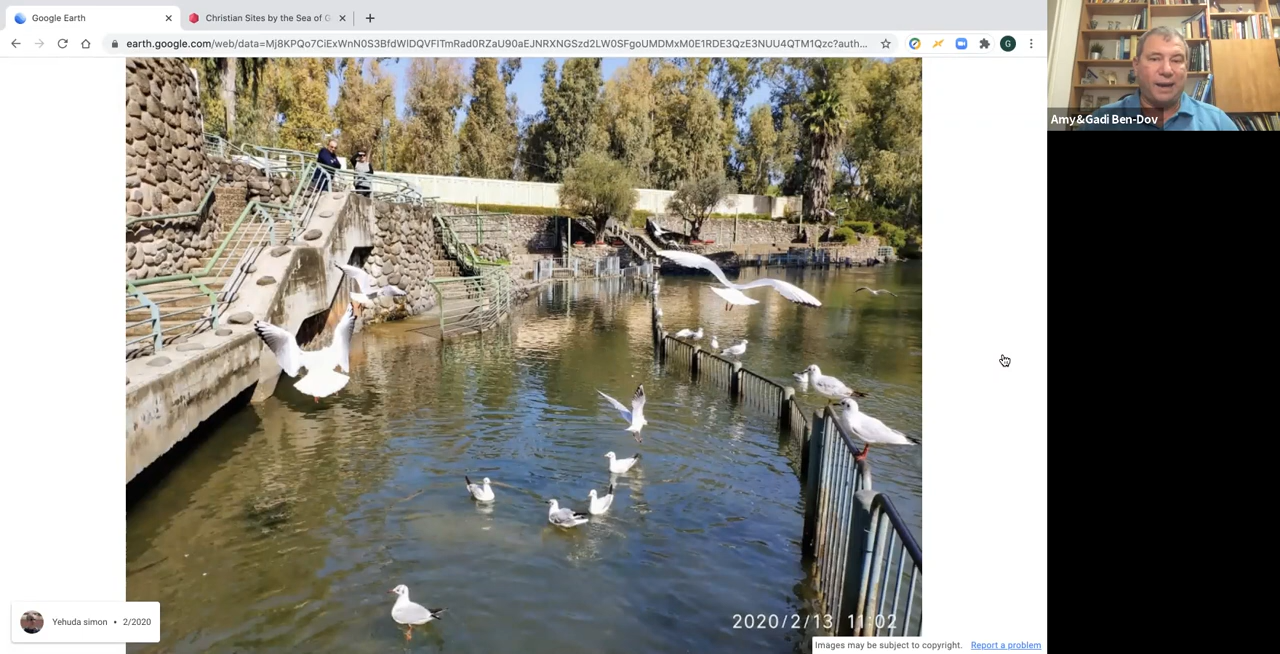 Google Earth
Christian Sites by the Sea of G
earth.google.com/web/data=Mj8KPQo7CiExWnN0S3BfdWlDQVFITmRad0RZaU90aEJNRXNGSzd2LW0SFgoUMDMxM0E1RDE3QzE3NUU4QTM1Qzc?auth...
G
Amy&Gadi Ben-Dov
2020/2/13 11:02
Yehuda simon • 2/2020
Images may be subject to copyright. Report a problem